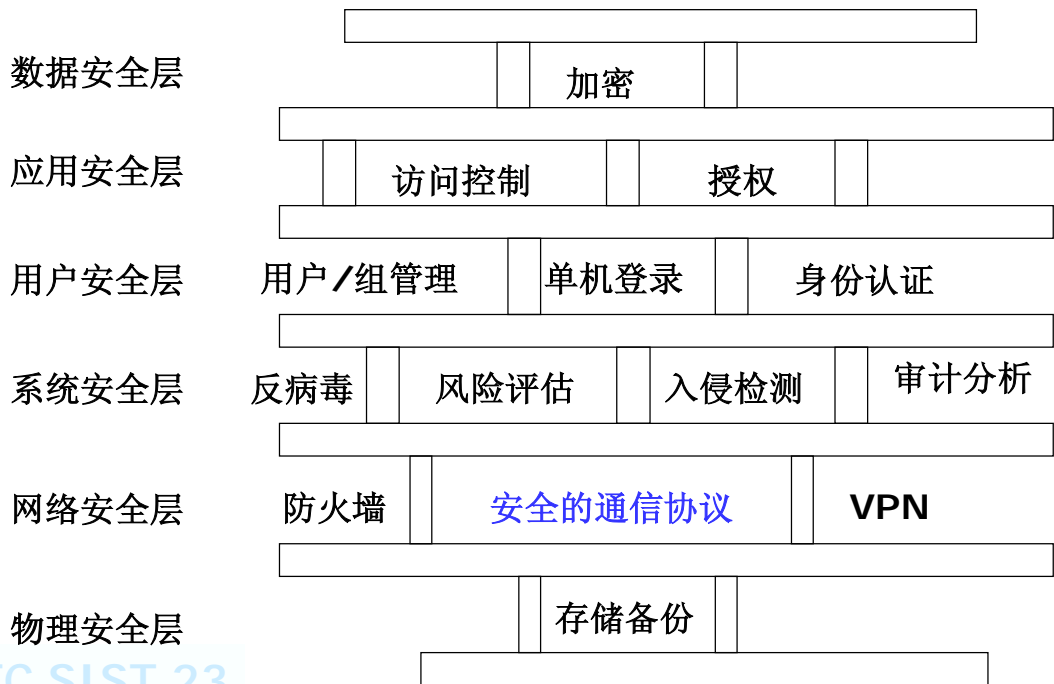 数据安全层
加密
应用安全层 访问控制 授权
用户安全层 用户/组管理 单机登录 身份认证
系统安全层 反病毒 风险评估 入侵检测 审计分析
网络安全层 防火墙 安全的通信协议 VPN
物理安全层 存储备份
TC SIST 23